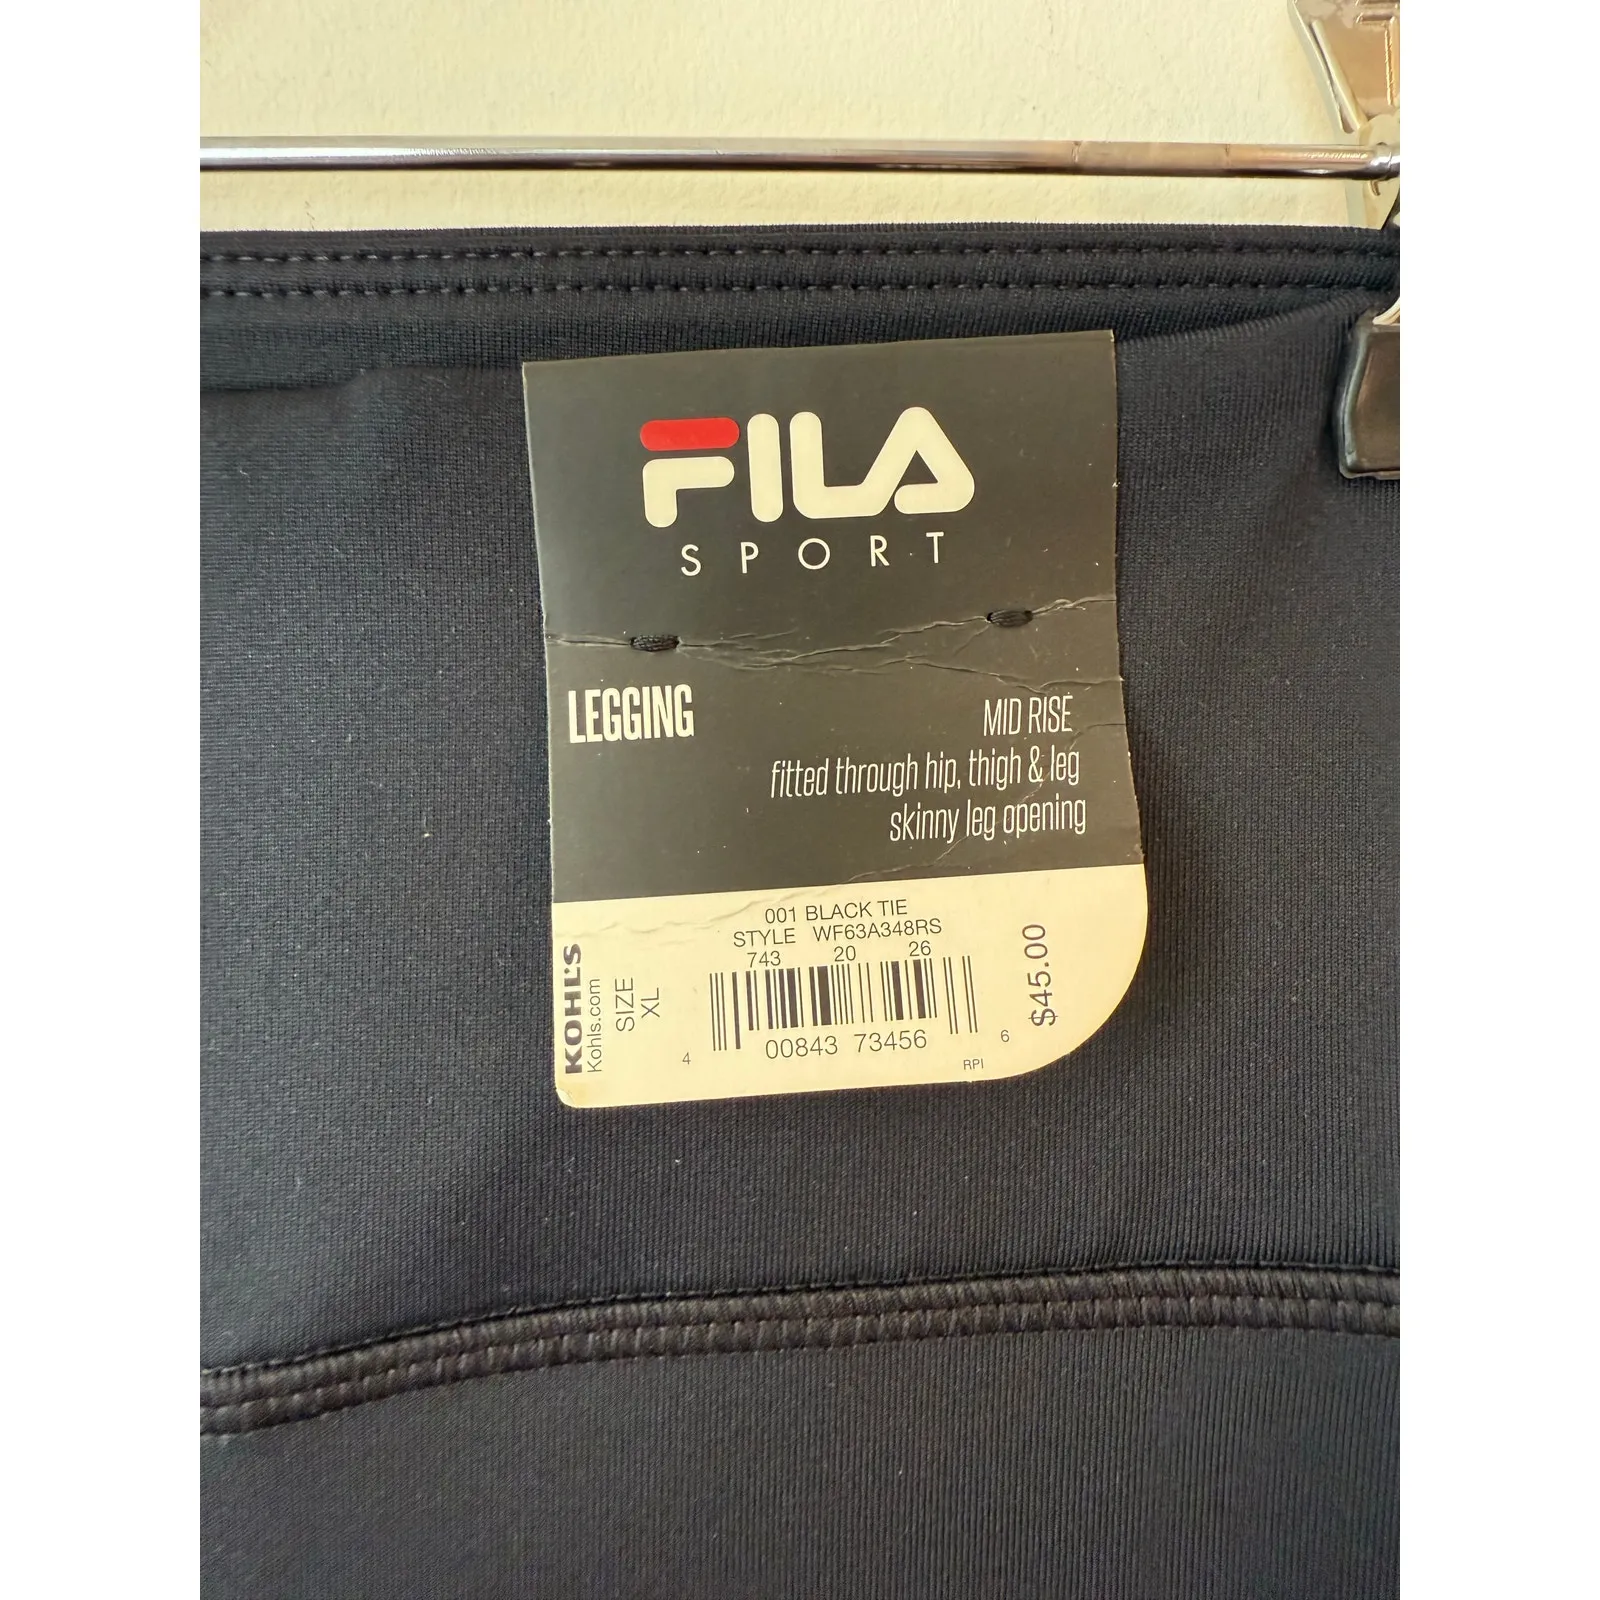 FILA
SPORT
LEGGING
MID RISE
fitted through hip, thigh & leg
skinny leg opening
001 BLACK TIE
STYLE WF63A348RS
743 20 26
KOHL'S
Kohls.com
SIZE
XL
$45.00
4 00843 73456 6
RPI